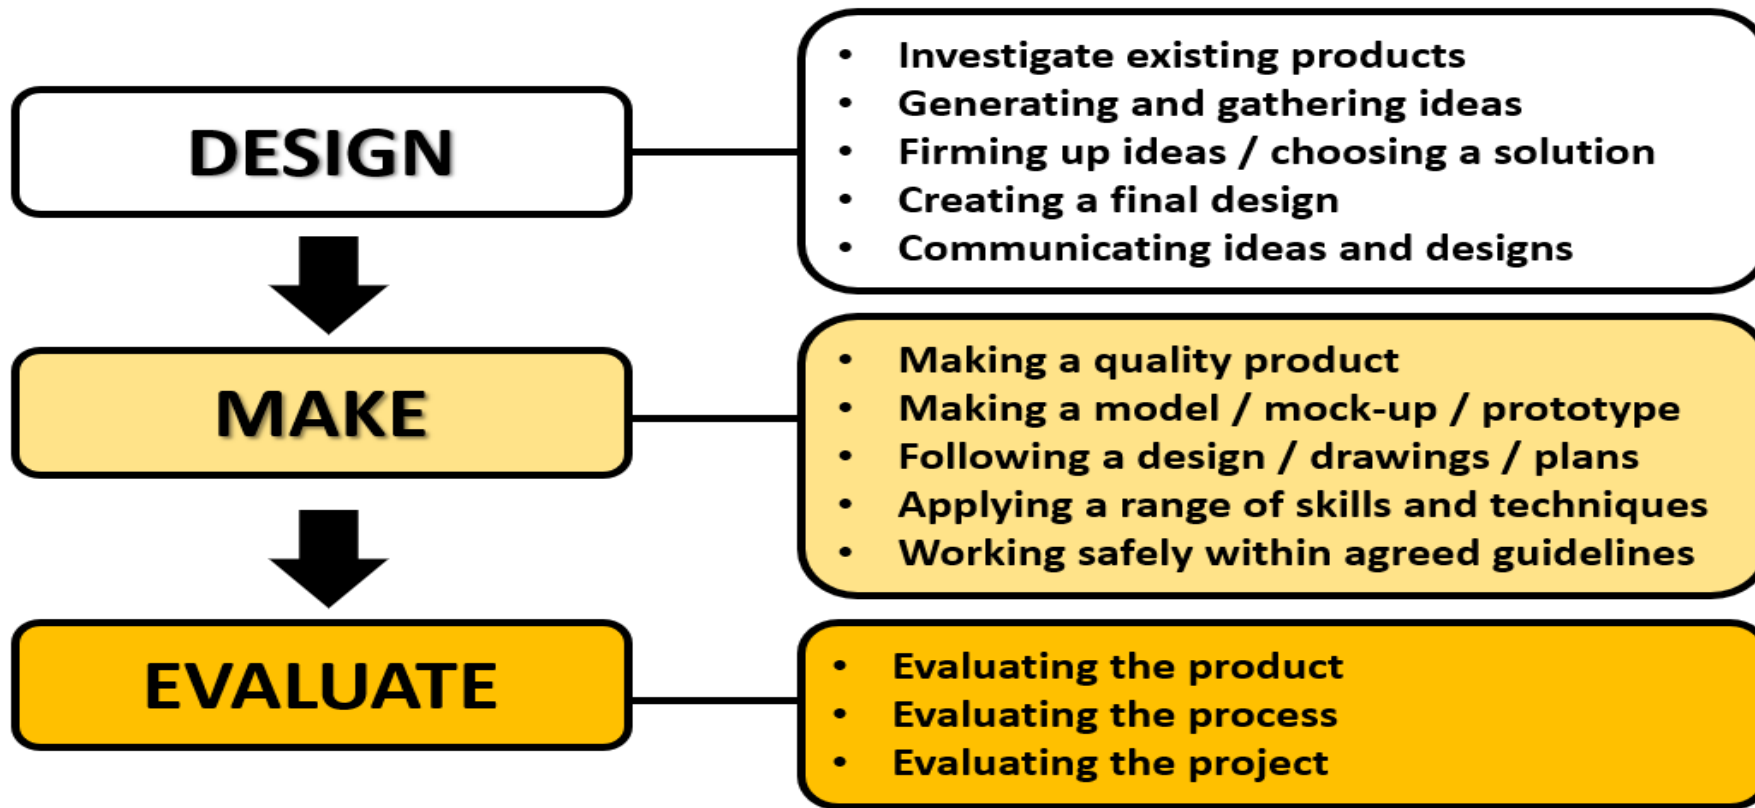 DESIGN
• Investigate existing products
• Generating and gathering ideas
• Firming up ideas / choosing a solution
• Creating a final design
• Communicating ideas and designs
MAKE
• Making a quality product
• Making a model / mock-up / prototype
• Following a design / drawings / plans
• Applying a range of skills and techniques
• Working safely within agreed guidelines
EVALUATE
• Evaluating the product
• Evaluating the process
• Evaluating the project